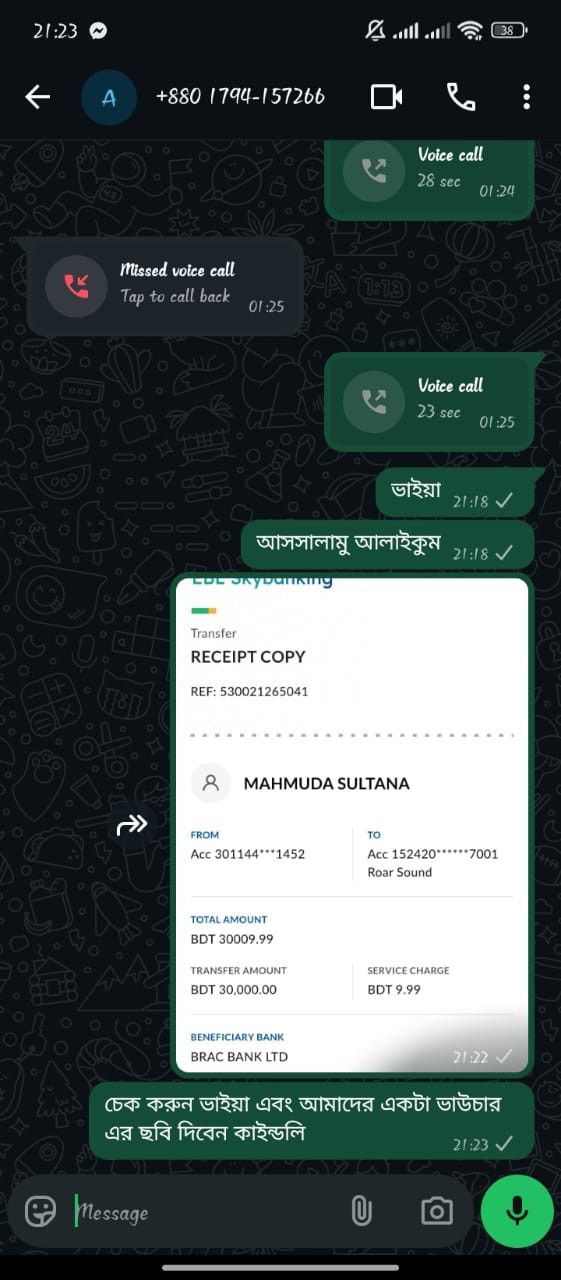 21:23
38
A
+880 1794-157266
Voice call
28 sec 01:24
Missed voice call
Tap to call back 01:25
Voice call
23 sec 01:25
ভাইয়া 21:18
আসসালামু আলাইকুম 21:18
EBL Skybanking
Transfer
RECEIPT COPY
REF: 530021265041
MAHMUDA SULTANA
FROM
Acc 301144***1452
TO
Acc 152420******7001
Roar Sound
TOTAL AMOUNT
BDT 30009.99
TRANSFER AMOUNT
BDT 30,000.00
SERVICE CHARGE
BDT 9.99
BENEFICIARY BANK
BRAC BANK LTD
21:22
চেক করুন ভাইয়া এবং আমাদের একটা ভাউচার
এর ছবি দিবেন কাইন্ডলি
21:23
Message